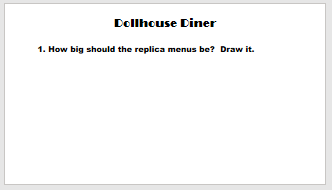 Dollhouse Diner
1. How big should the replica menus be?  Draw it.